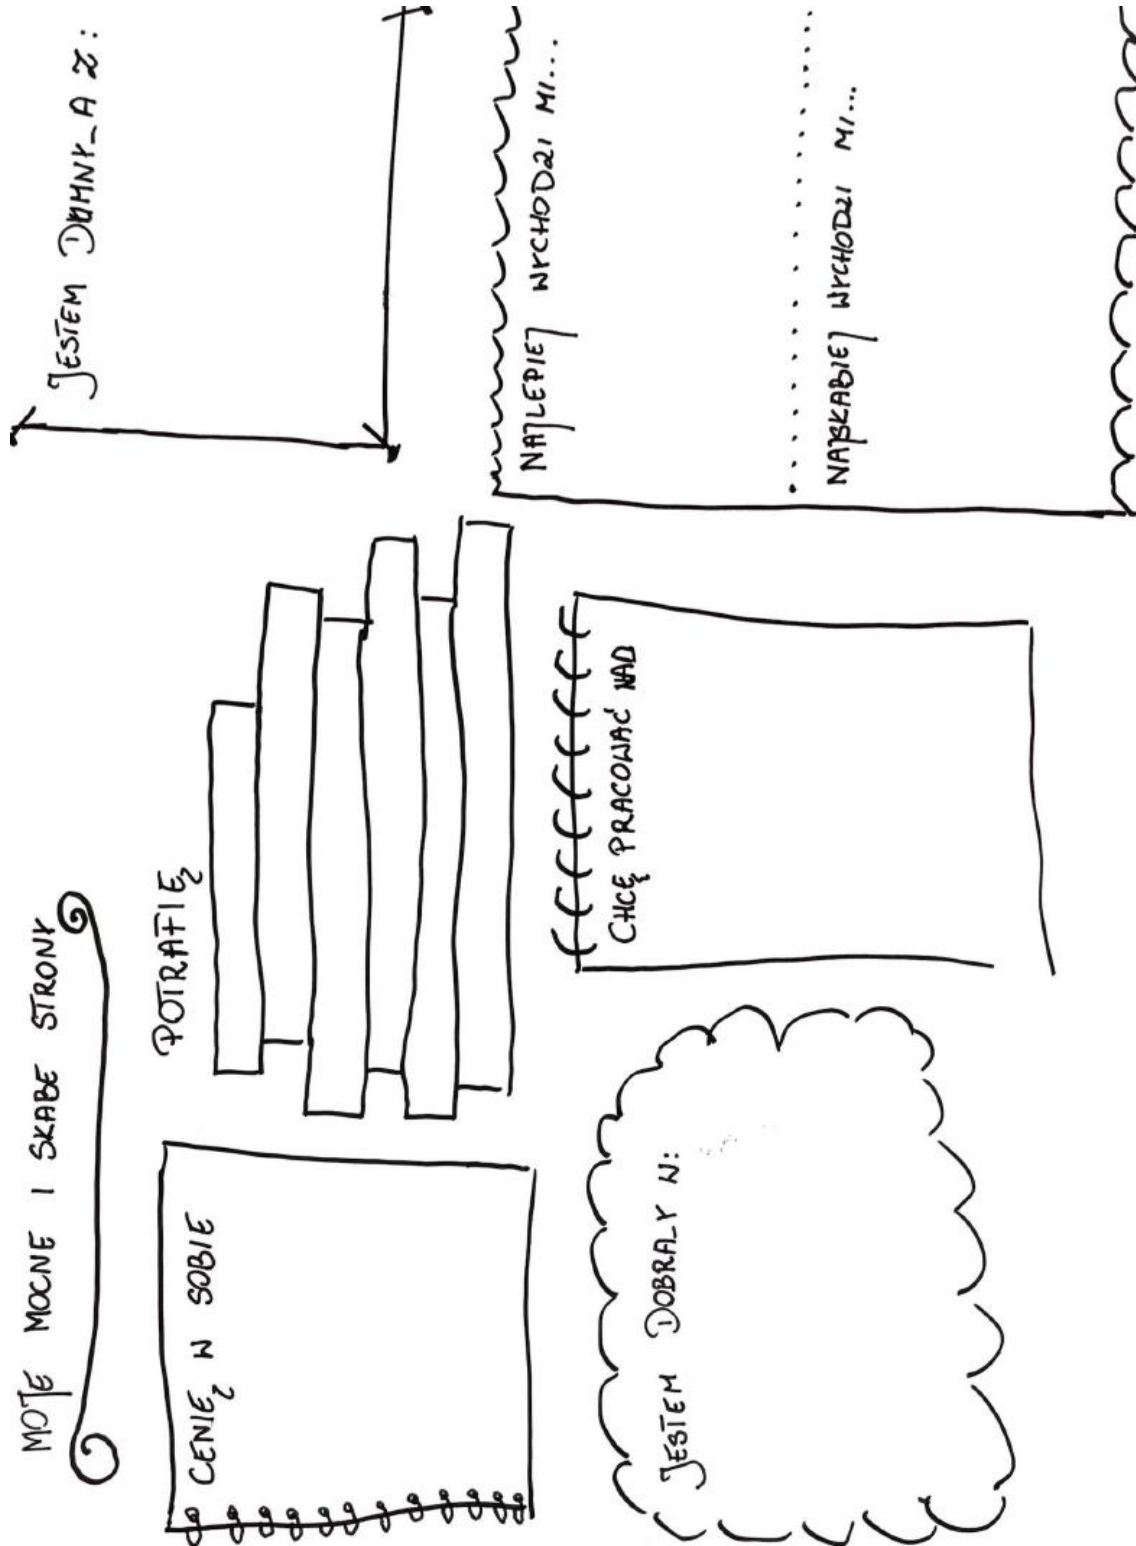 MOJE MOCNE I SŁABE STRONY
CENIĘ W SOBIE
POTRAFIĘ
JESTEM DUMNY_A Z:
JESTEM DOBRA_Y W:
CHCĘ PRACOWAĆ NAD
NAJLEPIEJ WYCHODZI MI...
NAJSŁABIEJ WYCHODZI MI...